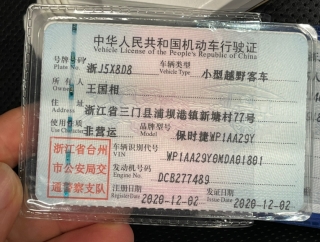 中华人民共和国机动车行驶证
Vehicle License of the People's Republic of China
号牌号码 浙J5X8D8 车辆类型 小型越野客车
Plate No. Vehicle Type
所有人 王国相
Owner
住址 浙江省三门县浦坝港镇新塘村77号
Address
使用性质 非营运 品牌型号 保时捷WP1AA29Y
Use Character Model
浙江省台州
市公安局交
通警察支队
车辆识别代号 WP1AA29Y6MDA61801
VIN
发动机号码 DCB277489
Engine No.
注册日期 2020-12-02 发证日期 2020-12-02
Register Date Issue Date